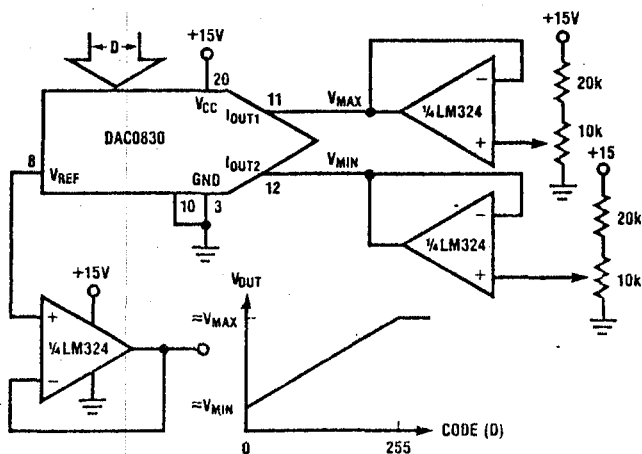 D
+15V
20
VCC
DAC0830
IOUT1
11
VMAX
8
VREF
IOUT2
12
VMIN
GND
10
3
+15V
20k
10k
−
¼LM324
+
+15
20k
10k
−
¼LM324
+
+15V
+
¼LM324
−
VOUT
≈VMAX
≈VMIN
0
255
CODE (D)